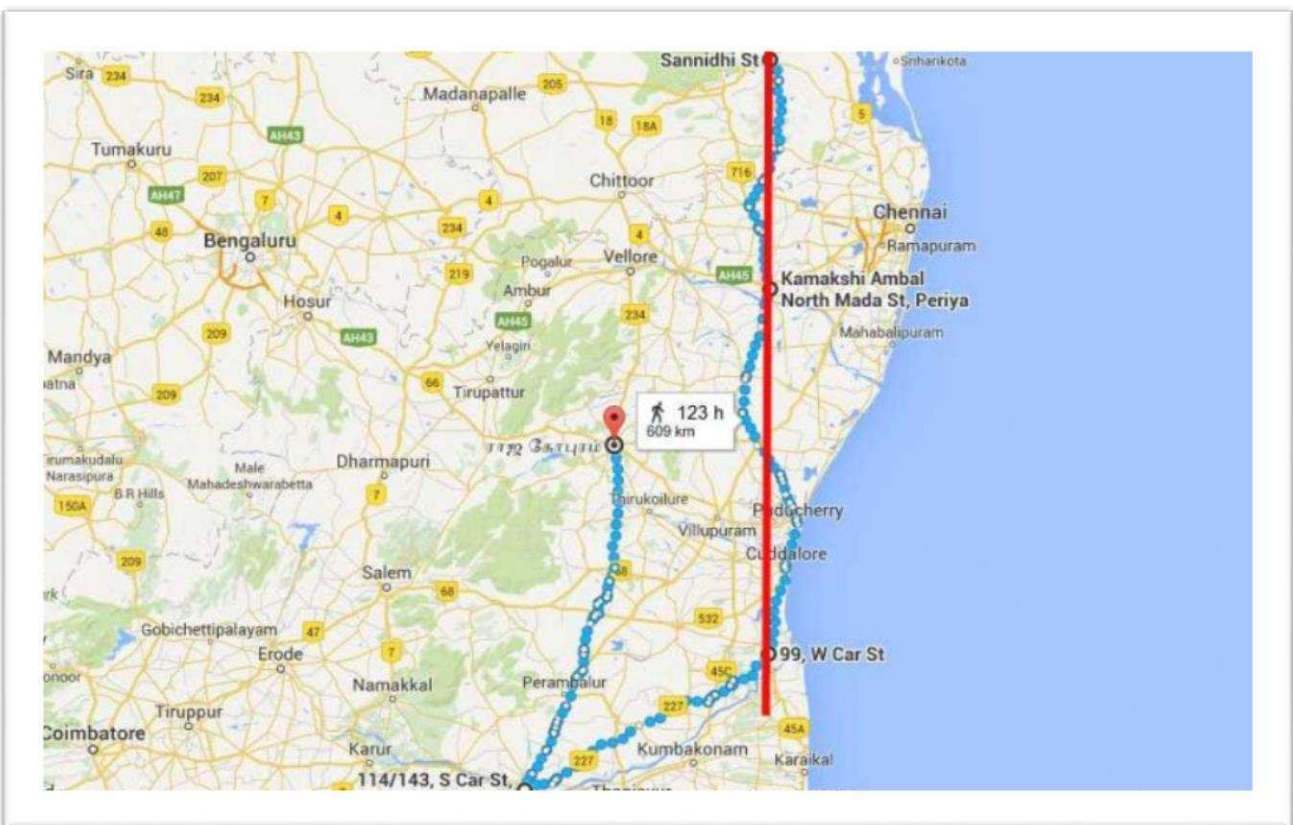 Sannidhi St
Sriharikota
Sira
234
205
Madanapalle
234
5
18
18A
AH43
Tumakuru
716
207
Chittoor
AH47
7
4
4
Chennai
48
234
4
Bengaluru
Ramapuram
Pogalur
Vellore
219
AH45
Kamakshi Ambal
North Mada St, Periya
Ambur
Hosur
234
AH45
209
AH43
Mahabalipuram
Yelagiri
Mandya
66
Tirupattur
209
123 h
609 km
ராஜ கோபுரம்
Dharmapuri
Male
Mahadeshwarabetta
Narasipura
B R Hills
7
150A
Thirukoilure
Puducherry
Villupuram
Cuddalore
209
Salem
68
68
532
Gobichettipalayam
47
99, W Car St
Erode
7
45C
Namakkal
Perambalur
Tiruppur
227
45A
Coimbatore
Karur
227
Kumbakonam
Karaikal
114/143, S Car St,